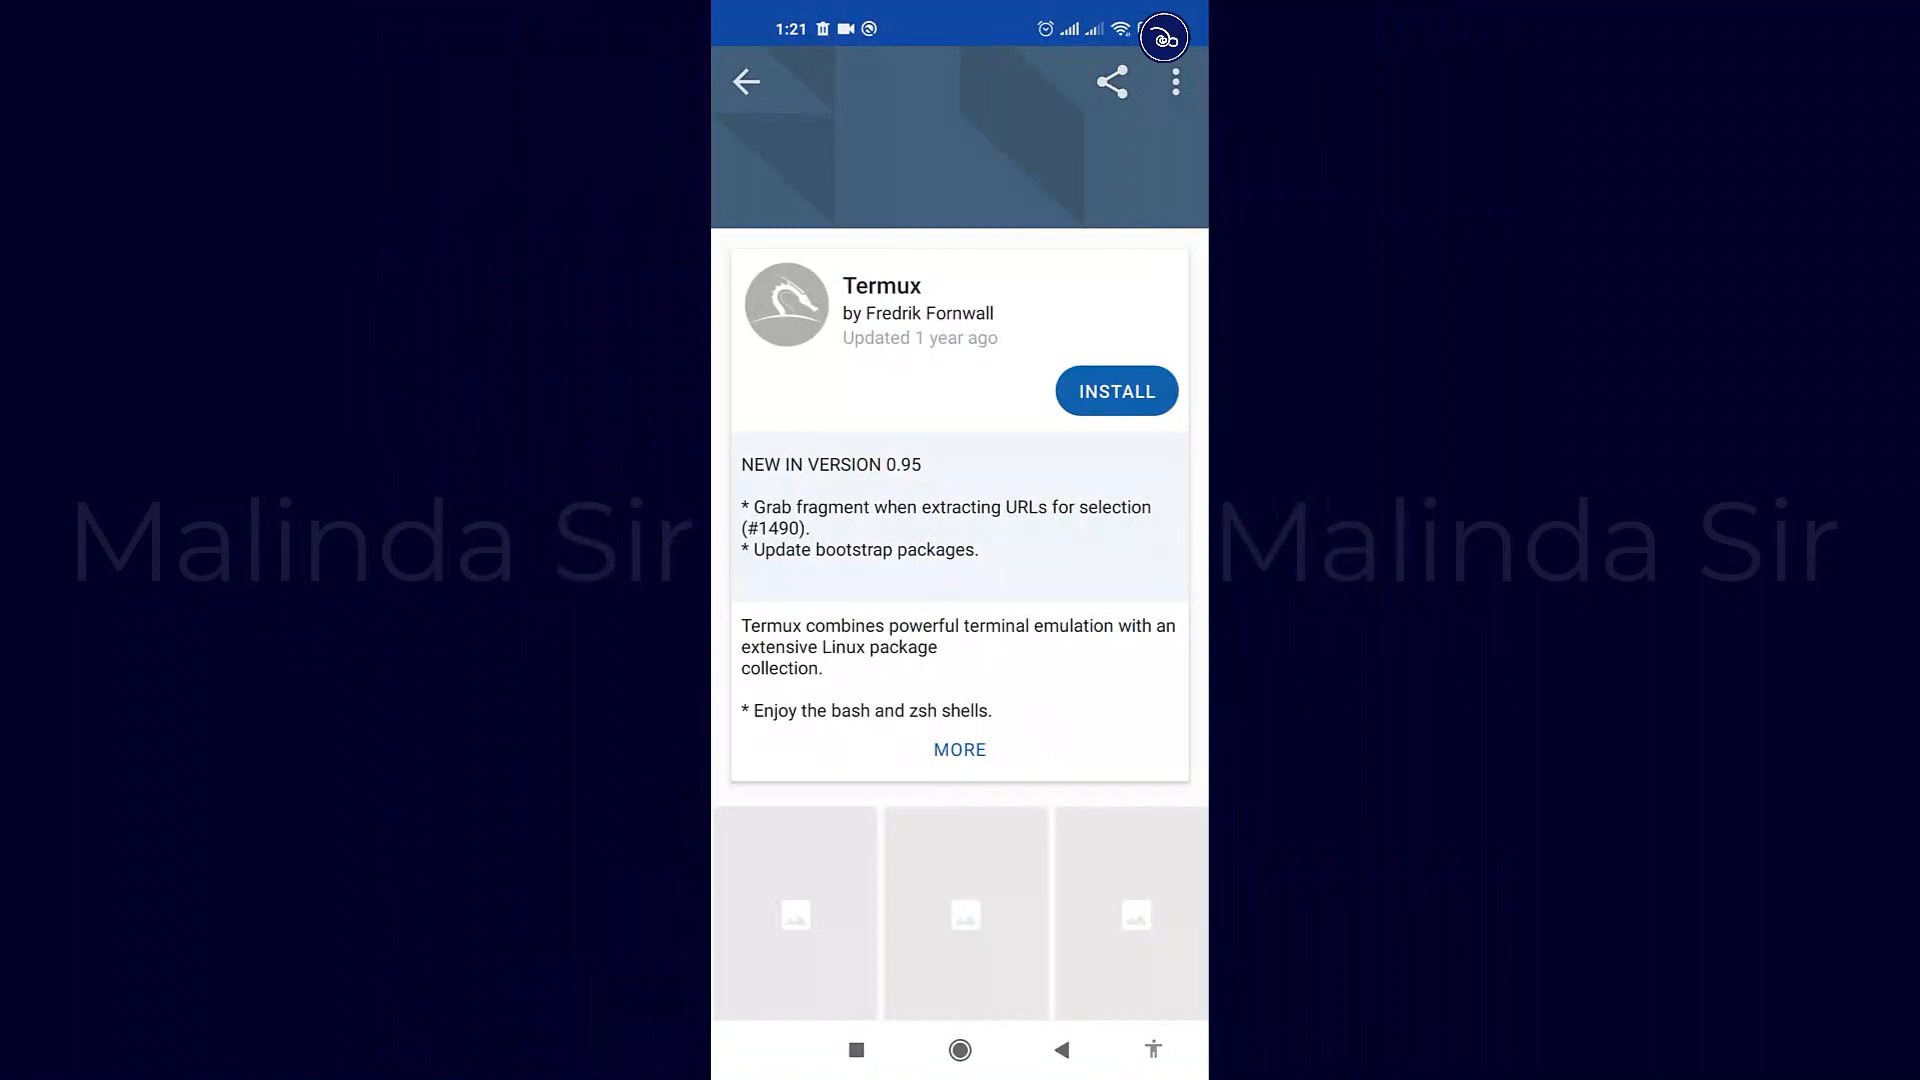 1:21
Termux
by Fredrik Fornwall
Updated 1 year ago
INSTALL
NEW IN VERSION 0.95
* Grab fragment when extracting URLs for selection
(#1490).
* Update bootstrap packages.
Malinda Sir
Malinda Sir
Termux combines powerful terminal emulation with an
extensive Linux package
collection.
* Enjoy the bash and zsh shells.
MORE